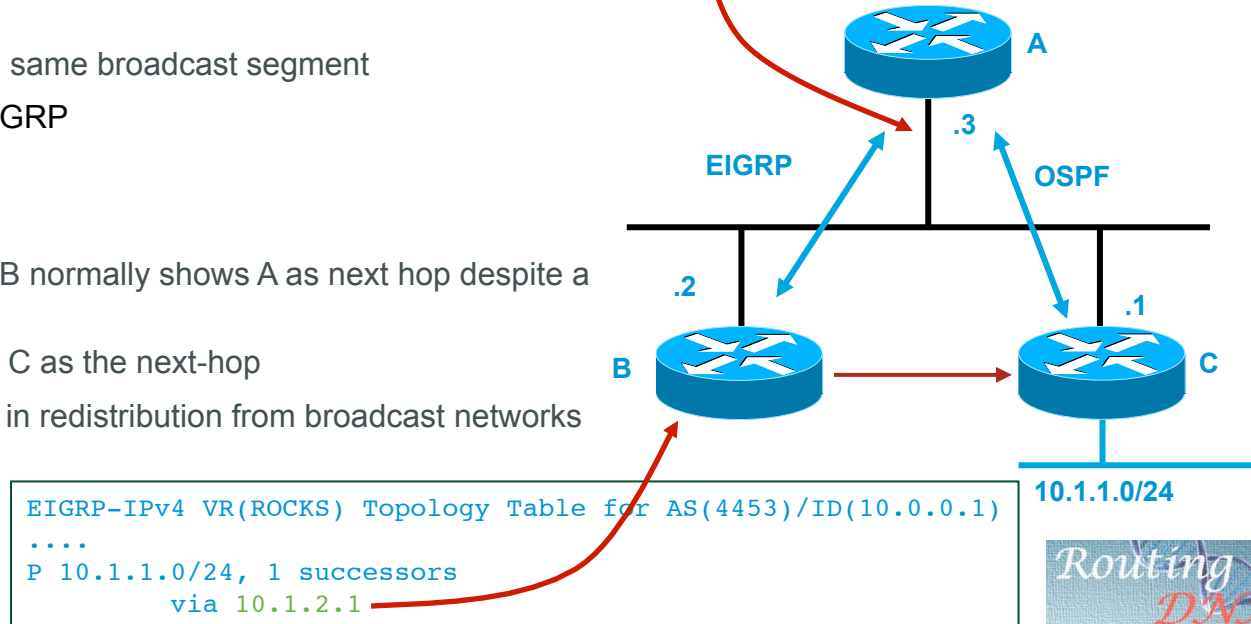 same broadcast segment
GRP
B normally shows A as next hop despite a
C as the next-hop
in redistribution from broadcast networks
A
.3
EIGRP
OSPF
.2
.1
B
C
10.1.1.0/24
EIGRP-IPv4 VR(ROCKS) Topology Table for AS(4453)/ID(10.0.0.1)
....
P 10.1.1.0/24, 1 successors
via 10.1.2.1
Routing
DN